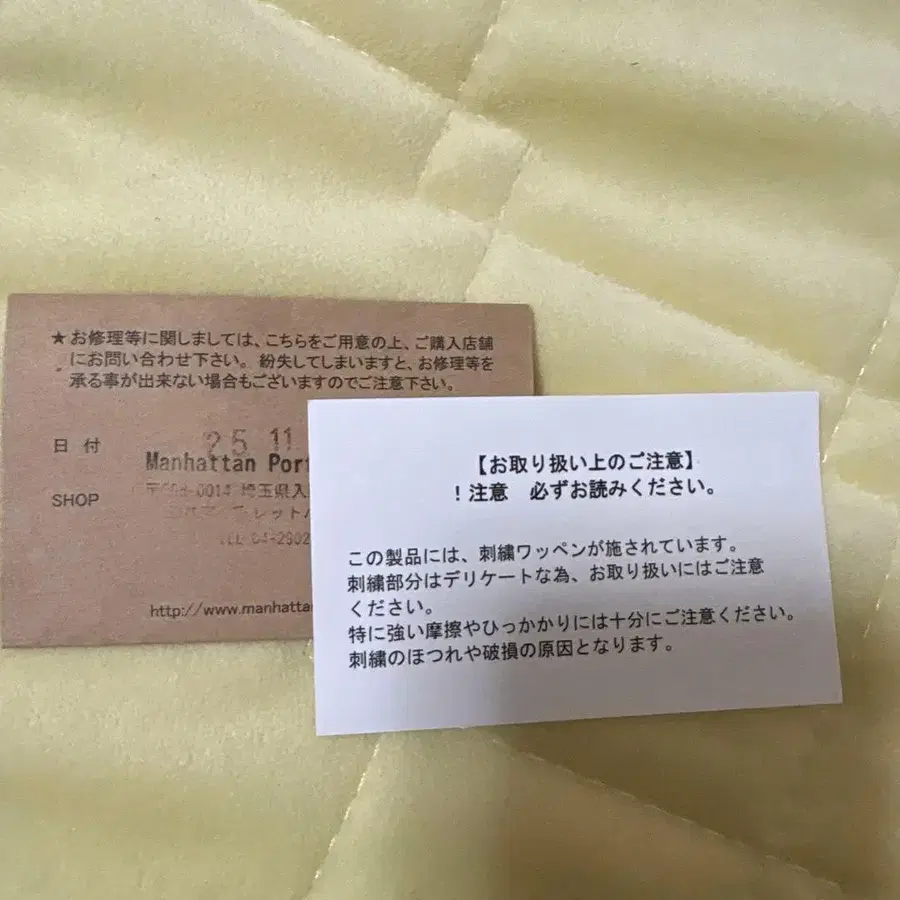 ★お修理等に関しましては、こちらをご用意の上、ご購入店舗
にお問い合わせ下さい。紛失してしまいますと、お修理等を
承る事が出来ない場合もございますのでご注意下さい。
日 付
25 11
Manhattan Port
SHOP
-0014 埼玉県入
レット
TEL 04-2902
http://www.manhatta
【お取り扱い上のご注意】
！注意　必ずお読みください。
この製品には、刺繍ワッペンが施されています。
刺繍部分はデリケートな為、お取り扱いにはご注意
ください。
特に強い摩擦やひっかかりには十分にご注意ください。
刺繍のほつれや破損の原因となります。